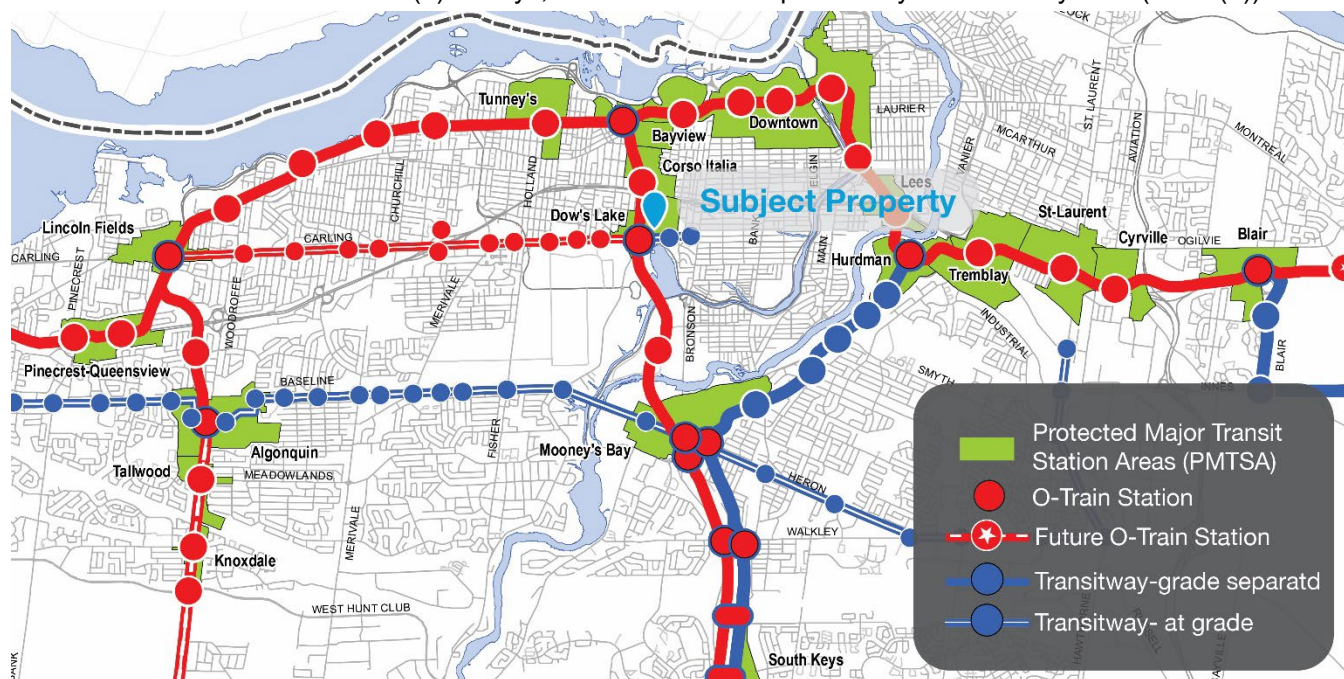 Tunney's
LAURIER
ST. LAURENT
AVIATION
MONTREAL
MCARTHUR
Bayview
Downtown
Corso Italia
CHURCHILL
HOLLAND
Lees
Subject Property
Lincoln Fields
Dow's Lake
St-Laurent
Cyrville
OGILVIE
Blair
CARLING
CARLING
PINECREST
MAIN
Hurdman
Tremblay
WOODROFFE
MERIVALE
BRONSON
INDUSTRIAL
Pinecrest-Queensview
BASELINE
SMYTH
BLAIR
INNES
FISHER
Mooney's Bay
Algonquin
Tallwood
MEADOWLANDS
HERON
WALKLEY
MERIVALE
Knoxdale
WEST HUNT CLUB
South Keys
Protected Major Transit
Station Areas (PMTSA)
O-Train Station
Future O-Train Station
Transitway-grade separatd
Transitway- at grade